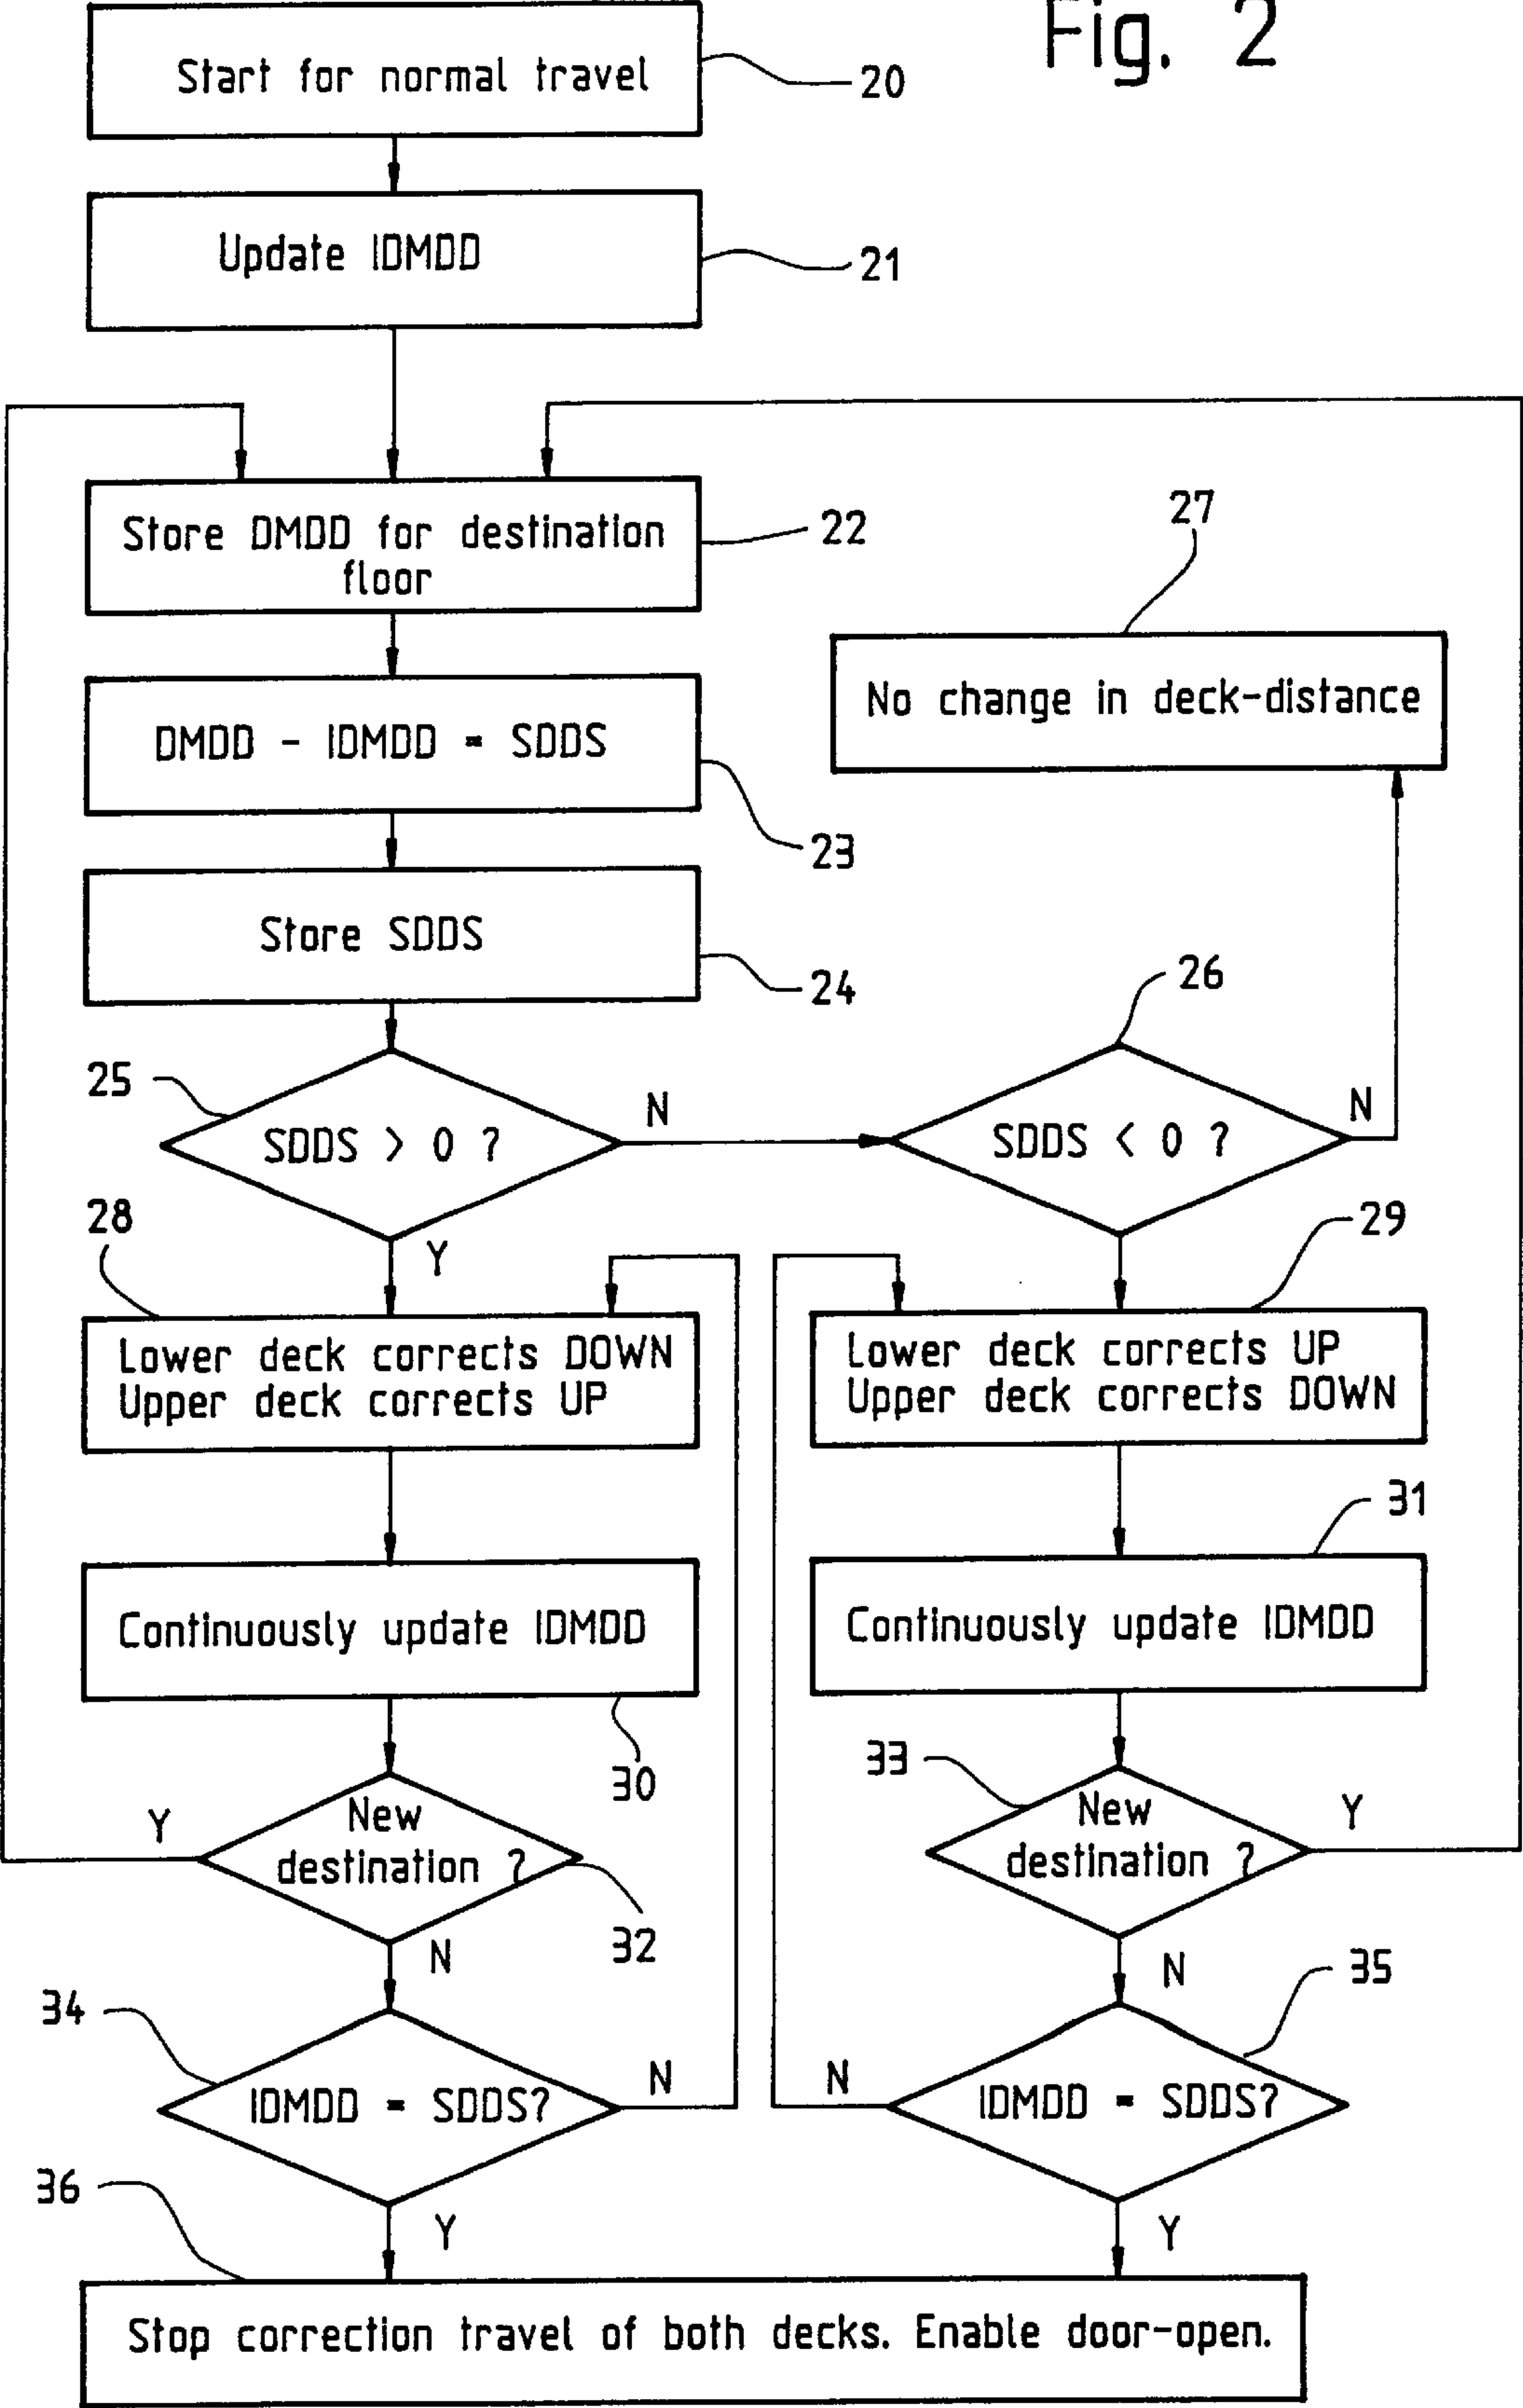 Fig. 2
Start for normal travel
20
Update IDMDD
21
Store DMDD for destination
floor
22
27
No change in deck-distance
DMDD - IDMDD = SDDS
23
Store SDDS
24
26
25
SDDS > 0 ?
N
SDDS < 0 ?
N
28
Y
29
Lower deck corrects DOWN
Upper deck corrects UP
Lower deck corrects UP
Upper deck corrects DOWN
31
Continuously update IDMDD
Continuously update IDMDD
30
33
Y
New
destination ?
32
New
destination ?
Y
N
N
34
35
IDMDD = SDDS?
N
N
IDMDD = SDDS?
36
Y
Y
Stop correction travel of both decks. Enable door-open.